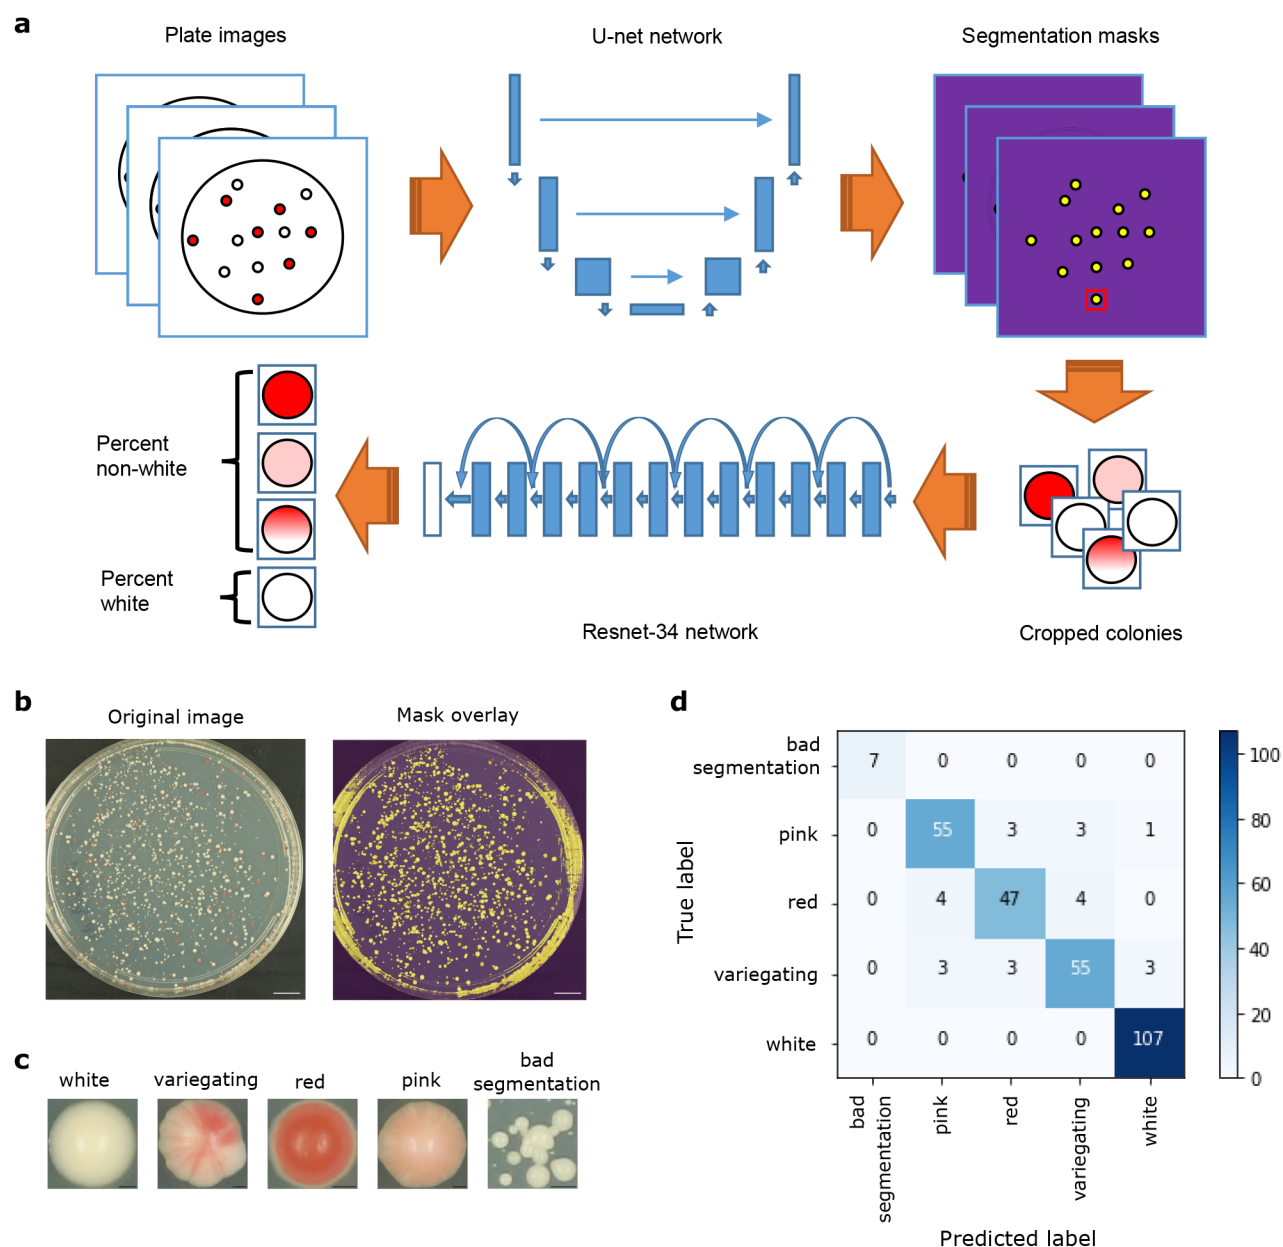 a
Plate images
U-net network
Segmentation masks
Percent
non-white
Percent
white
Resnet-34 network
Cropped colonies
b
Original image
Mask overlay
c
white
variegating
red
pink
bad
segmentation
d
bad
segmentation
7 0 0 0 0
pink
0 55 3 3 1
red
0 4 47 4 0
variegating
0 3 3 55 3
white
0 0 0 0 107
True label
bad
segmentation
pink
red
variegating
white
Predicted label
100
80
60
40
20
0